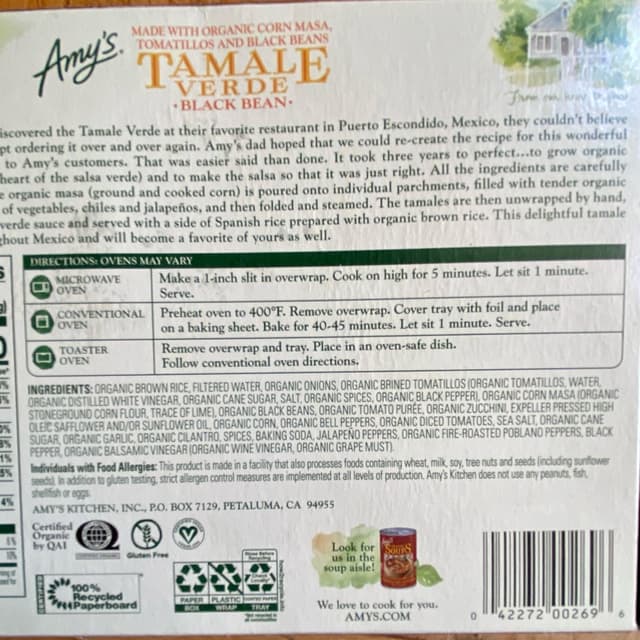 Amy's.
MADE WITH ORGANIC CORN MASA,
TOMATILLOS AND BLACK BEANS
TAMALE
VERDE
•BLACK BEAN•
iscovered the Tamale Verde at their favorite restaurant in Puerto Escondido, Mexico, they couldn't believe
pt ordering it over and over again. Amy's dad hoped that we could re-create the recipe for this wonderful
to Amy's customers. That was easier said than done. It took three years to perfect...to grow organic
heart of the salsa verde) and to make the salsa so that it was just right. All the ingredients are carefully
e organic masa (ground and cooked corn) is poured onto individual parchments, filled with tender organic
of vegetables, chiles and jalapeños, and then folded and steamed. The tamales are then unwrapped by hand,
verde sauce and served with a side of Spanish rice prepared with organic brown rice. This delightful tamale
ghout Mexico and will become a favorite of yours as well.
DIRECTIONS: OVENS MAY VARY
MICROWAVE
OVEN
Make a 1-inch slit in overwrap. Cook on high for 5 minutes. Let sit 1 minute.
Serve.
CONVENTIONAL
OVEN
Preheat oven to 400°F. Remove overwrap. Cover tray with foil and place
on a baking sheet. Bake for 40-45 minutes. Let sit 1 minute. Serve.
TOASTER
OVEN
Remove overwrap and tray. Place in an oven-safe dish.
Follow conventional oven directions.
INGREDIENTS: ORGANIC BROWN RICE, FILTERED WATER, ORGANIC ONIONS, ORGANIC BRINED TOMATILLOS (ORGANIC TOMATILLOS, WATER,
ORGANIC DISTILLED WHITE VINEGAR, ORGANIC CANE SUGAR, SALT, ORGANIC SPICES, ORGANIC BLACK PEPPER), ORGANIC CORN MASA (ORGANIC
STONEGROUND CORN FLOUR, TRACE OF LIME), ORGANIC BLACK BEANS, ORGANIC TOMATO PURÉE, ORGANIC ZUCCHINI, EXPELLER PRESSED HIGH
OLEIC SAFFLOWER AND/OR SUNFLOWER OIL, ORGANIC CORN, ORGANIC BELL PEPPERS, ORGANIC DICED TOMATOES, SEA SALT, ORGANIC CANE
SUGAR, ORGANIC GARLIC, ORGANIC CILANTRO, SPICES, BAKING SODA, JALAPEÑO PEPPERS, ORGANIC FIRE-ROASTED POBLANO PEPPERS, BLACK
PEPPER, ORGANIC BALSAMIC VINEGAR (ORGANIC WINE VINEGAR, ORGANIC GRAPE MUST).
Individuals with Food Allergies: This product is made in a facility that also processes foods containing wheat, milk, soy, tree nuts and seeds (including sunflower
seeds). In addition to gluten testing, strict allergen control measures are implemented at all levels of production. Amy's Kitchen does not use any peanuts, fish,
shellfish or eggs.
AMY'S KITCHEN, INC., P.O. BOX 7129, PETALUMA, CA 94955
Certified
Organic
by QAI
Gluten Free
100%
Recycled
Paperboard
PAPER
BOX
PLASTIC
WRAP
TRAY
Look for
us in the
soup aisle!
SOUPS
We love to cook for you.
AMYS.COM
0 42272 00269 6